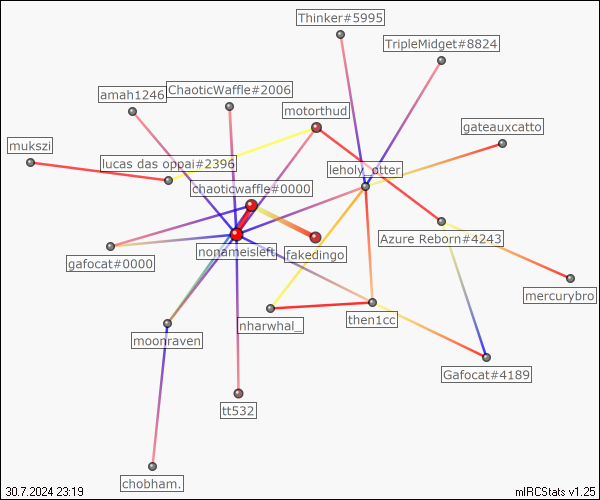 Thinker#5995
TripleMidget#8824
ChaoticWaffle#2006
amah1246
motorthud
gateauxcatto
mukszi
lucas das oppai#2396
leholy_otter
chaoticwaffle#0000
Azure Reborn#4243
nonameisleft
fakedingo
gafocat#0000
mercurybro
then1cc
nharwhal_
moonraven
Gafocat#4189
tt532
chobham.
30.7.2024 23:19
mIRCStats v1.25